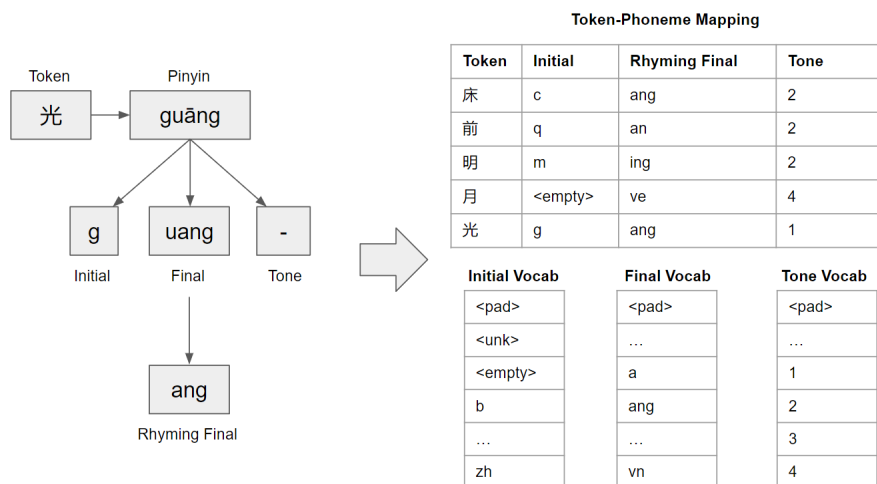 Token-Phoneme Mapping
Token Pinyin
光 guāng
g uang -
Initial Final Tone
ang
Rhyming Final
Token Initial Rhyming Final Tone
床 c ang 2
前 q an 2
明 m ing 2
月 <empty> ve 4
光 g ang 1
Initial Vocab Final Vocab Tone Vocab
<pad> <pad> <pad>
<unk> … …
<empty> a 1
b ang 2
… … 3
zh vn 4